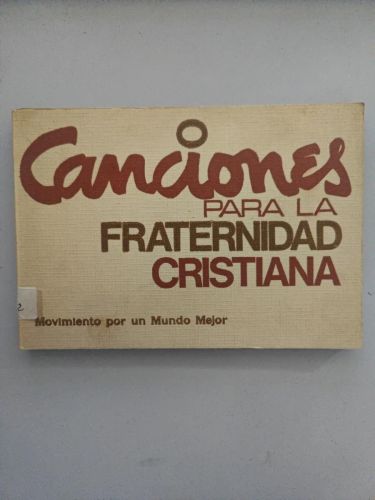 Canciones
PARA LA
FRATERNIDAD
CRISTIANA
Movimiento por un Mundo Mejor